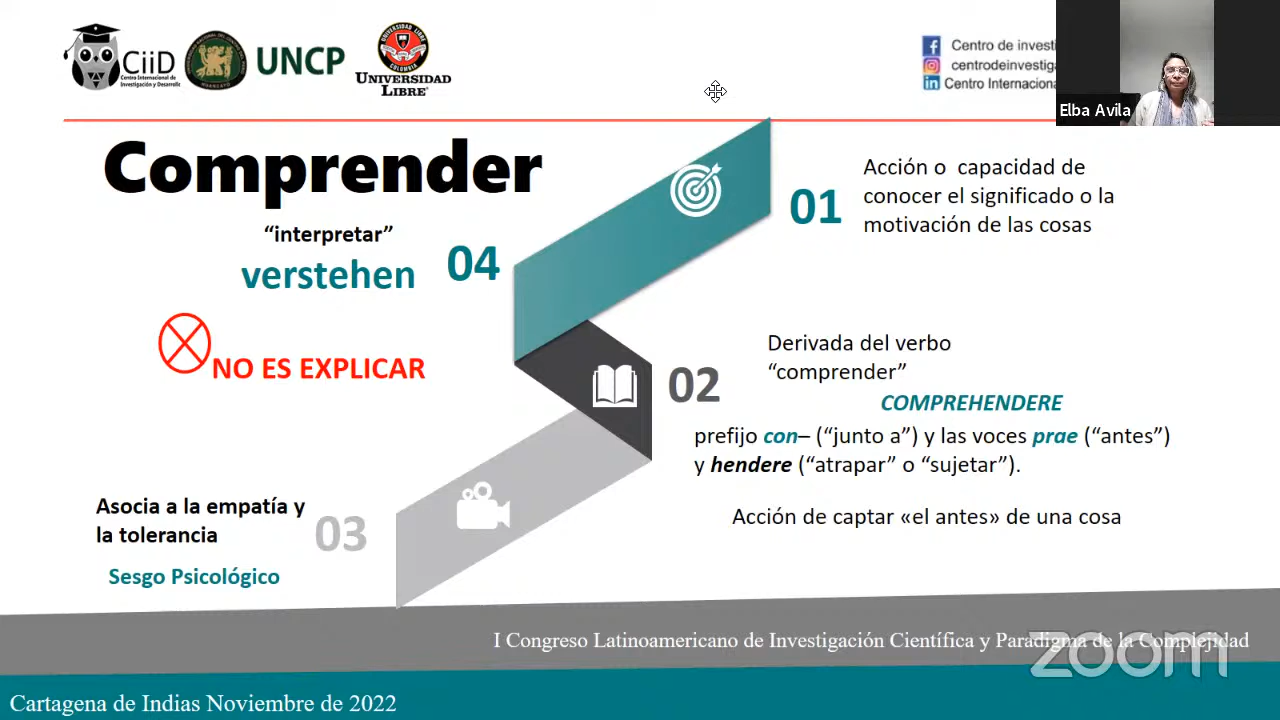 CiiD
Centro Internacional de
Investigación y Desarrollo
UNCP
UNIVERSIDAD
LIBRE
Centro de investi
centrodeinvestiga
Centro Internaciona
Elba Avila
Comprender
“interpretar”
verstehen
04
NO ES EXPLICAR
01
Acción o capacidad de
conocer el significado o la
motivación de las cosas
02
Derivada del verbo
“comprender”
COMPREHENDERE
prefijo con– (“junto a”) y las voces prae (“antes”)
y hendere (“atrapar” o “sujetar”).
Acción de captar «el antes» de una cosa
Asocia a la empatía y
la tolerancia
03
Sesgo Psicológico
I Congreso Latinoamericano de Investigación Científica y Paradigma de la Complejidad
zoom
Cartagena de Indias Noviembre de 2022